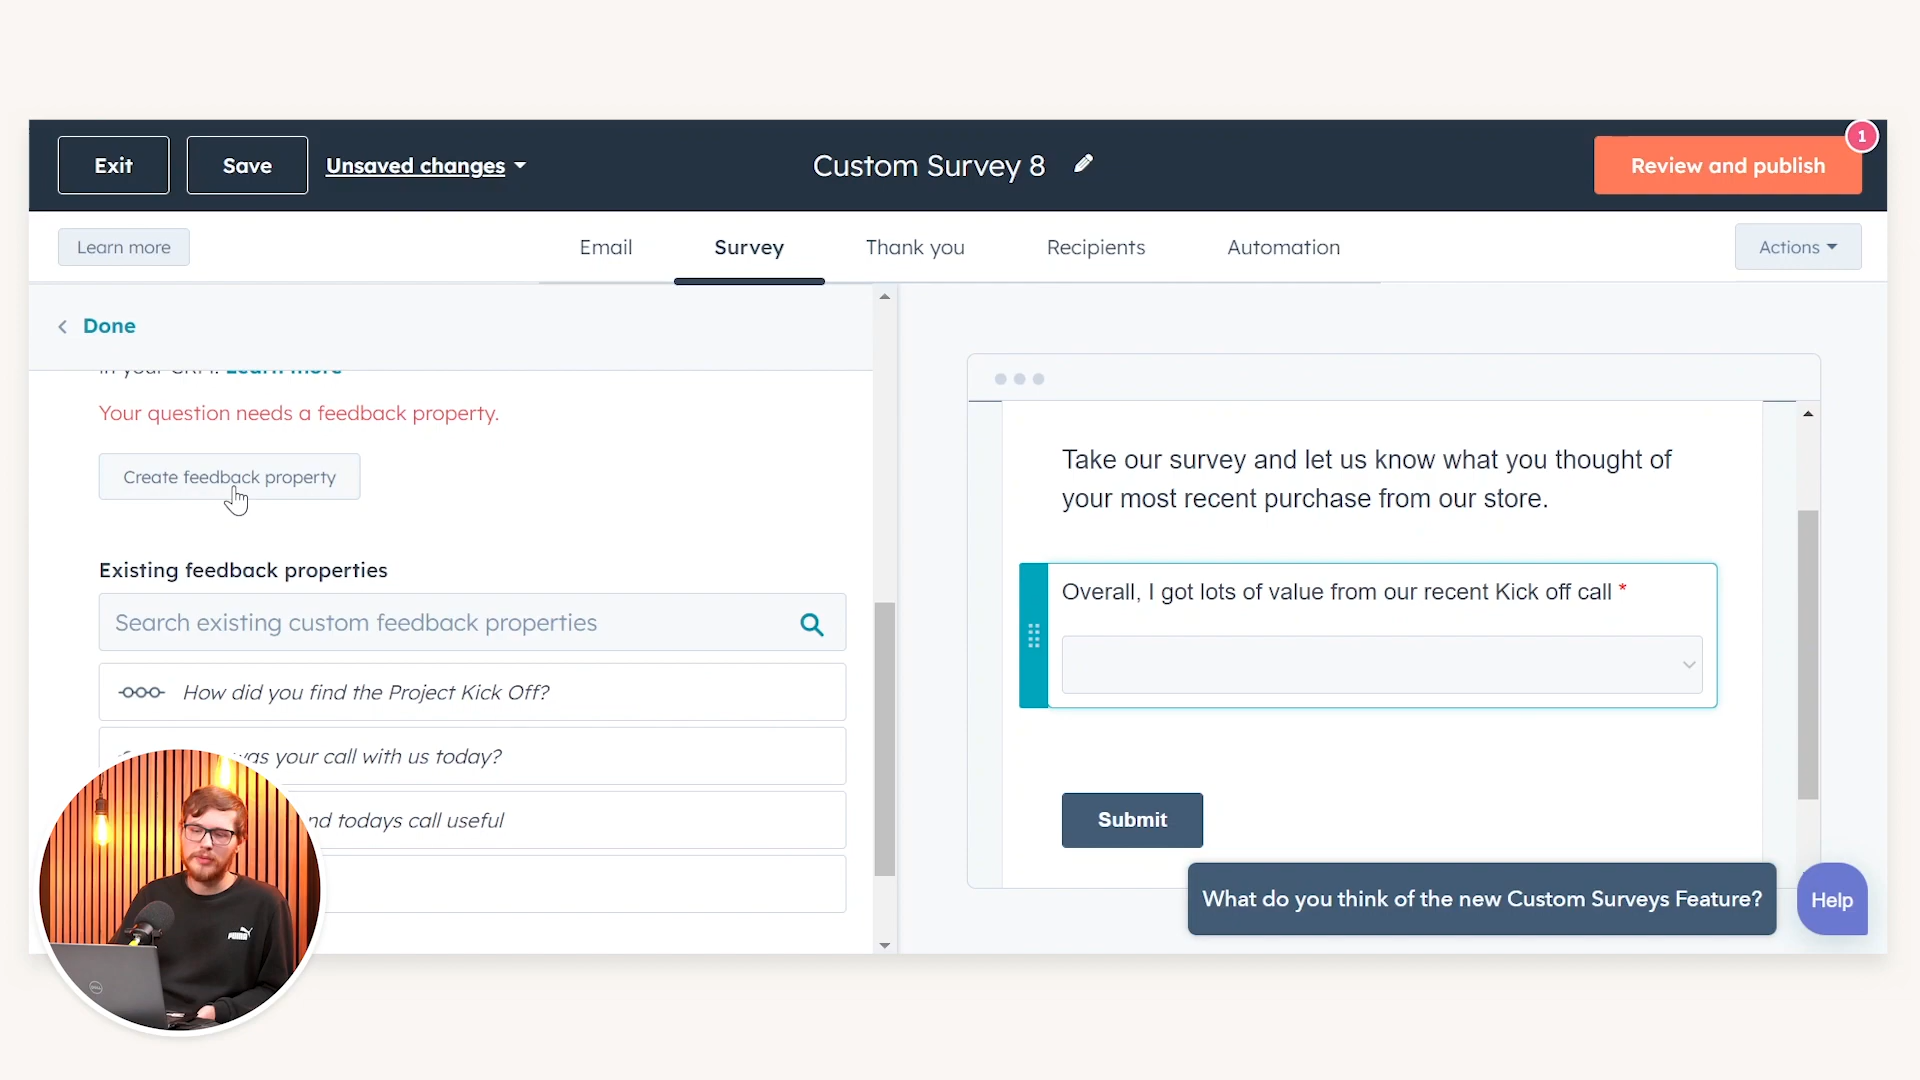 Exit
Save
Unsaved changes
Custom Survey 8
Review and publish
1
Learn more
Email
Survey
Thank you
Recipients
Automation
Actions
Done
Learn more
Your question needs a feedback property.
Create feedback property
Existing feedback properties
Search existing custom feedback properties
How did you find the Project Kick Off?
your call with us today?
todays call useful
Take our survey and let us know what you thought of
your most recent purchase from our store.
Overall, I got lots of value from our recent Kick off call *
Submit
What do you think of the new Custom Surveys Feature?
Help
PUMA
DELL